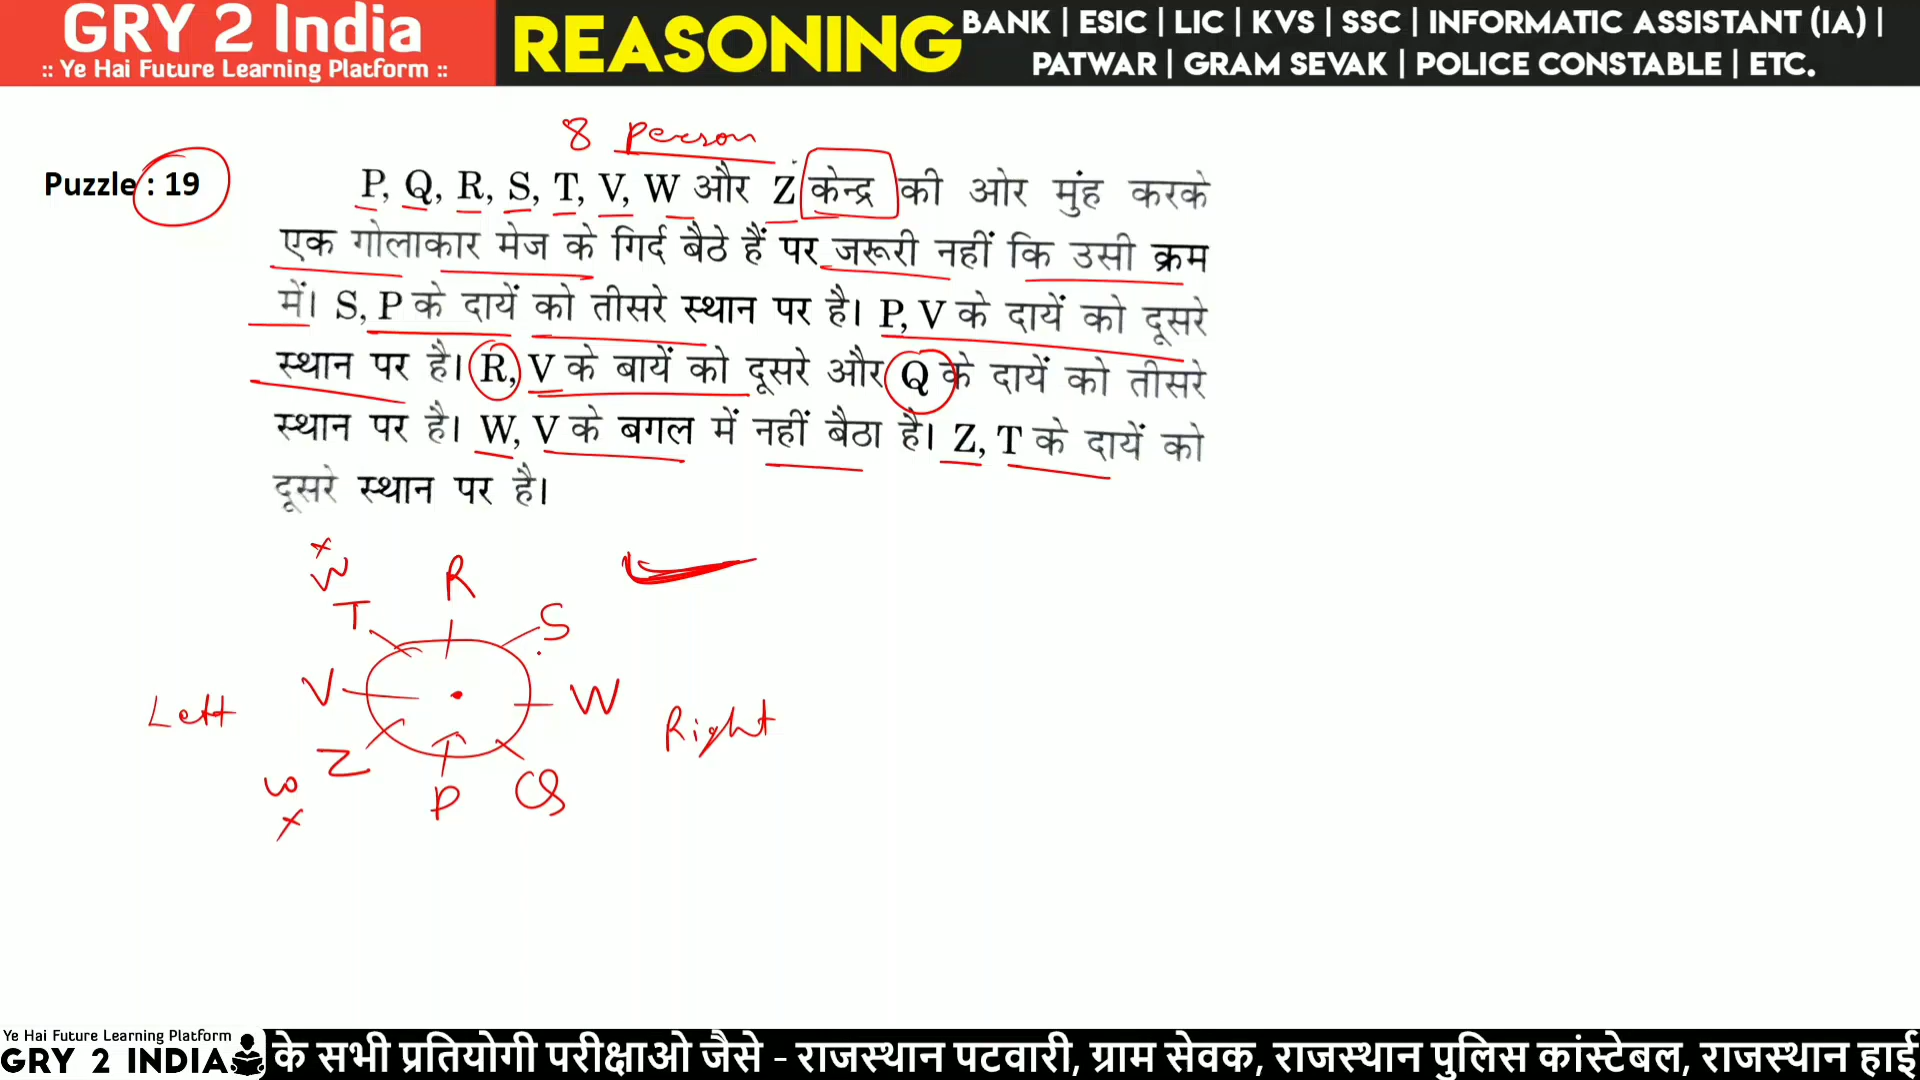 GRY 2 India
:: Ye Hai Future Learning Platform ::
REASONING
BANK | ESIC | LIC | KVS | SSC | INFORMATIC ASSISTANT (IA) |
PATWAR | GRAM SEVAK | POLICE CONSTABLE | ETC.
8 person
Puzzle : 19
P, Q, R, S, T, V, W और Z केन्द्र की ओर मुंह करके
एक गोलाकार मेज के गिर्द बैठे हैं पर जरूरी नहीं कि उसी क्रम
में। S, P के दायें को तीसरे स्थान पर है। P, V के दायें को दूसरे
स्थान पर है। R, V के बायें को दूसरे और Q के दायें को तीसरे
स्थान पर है। W, V के बगल में नहीं बैठा है। Z, T के दायें को
दूसरे स्थान पर है।
x
W
R
T
S
V
W
Left
Right
Z
W
P
Q
x
Ye Hai Future Learning Platform
GRY 2 INDIA
के सभी प्रतियोगी परीक्षाओ जैसे - राजस्थान पटवारी, ग्राम सेवक, राजस्थान पुलिस कांस्टेबल, राजस्थान हाई